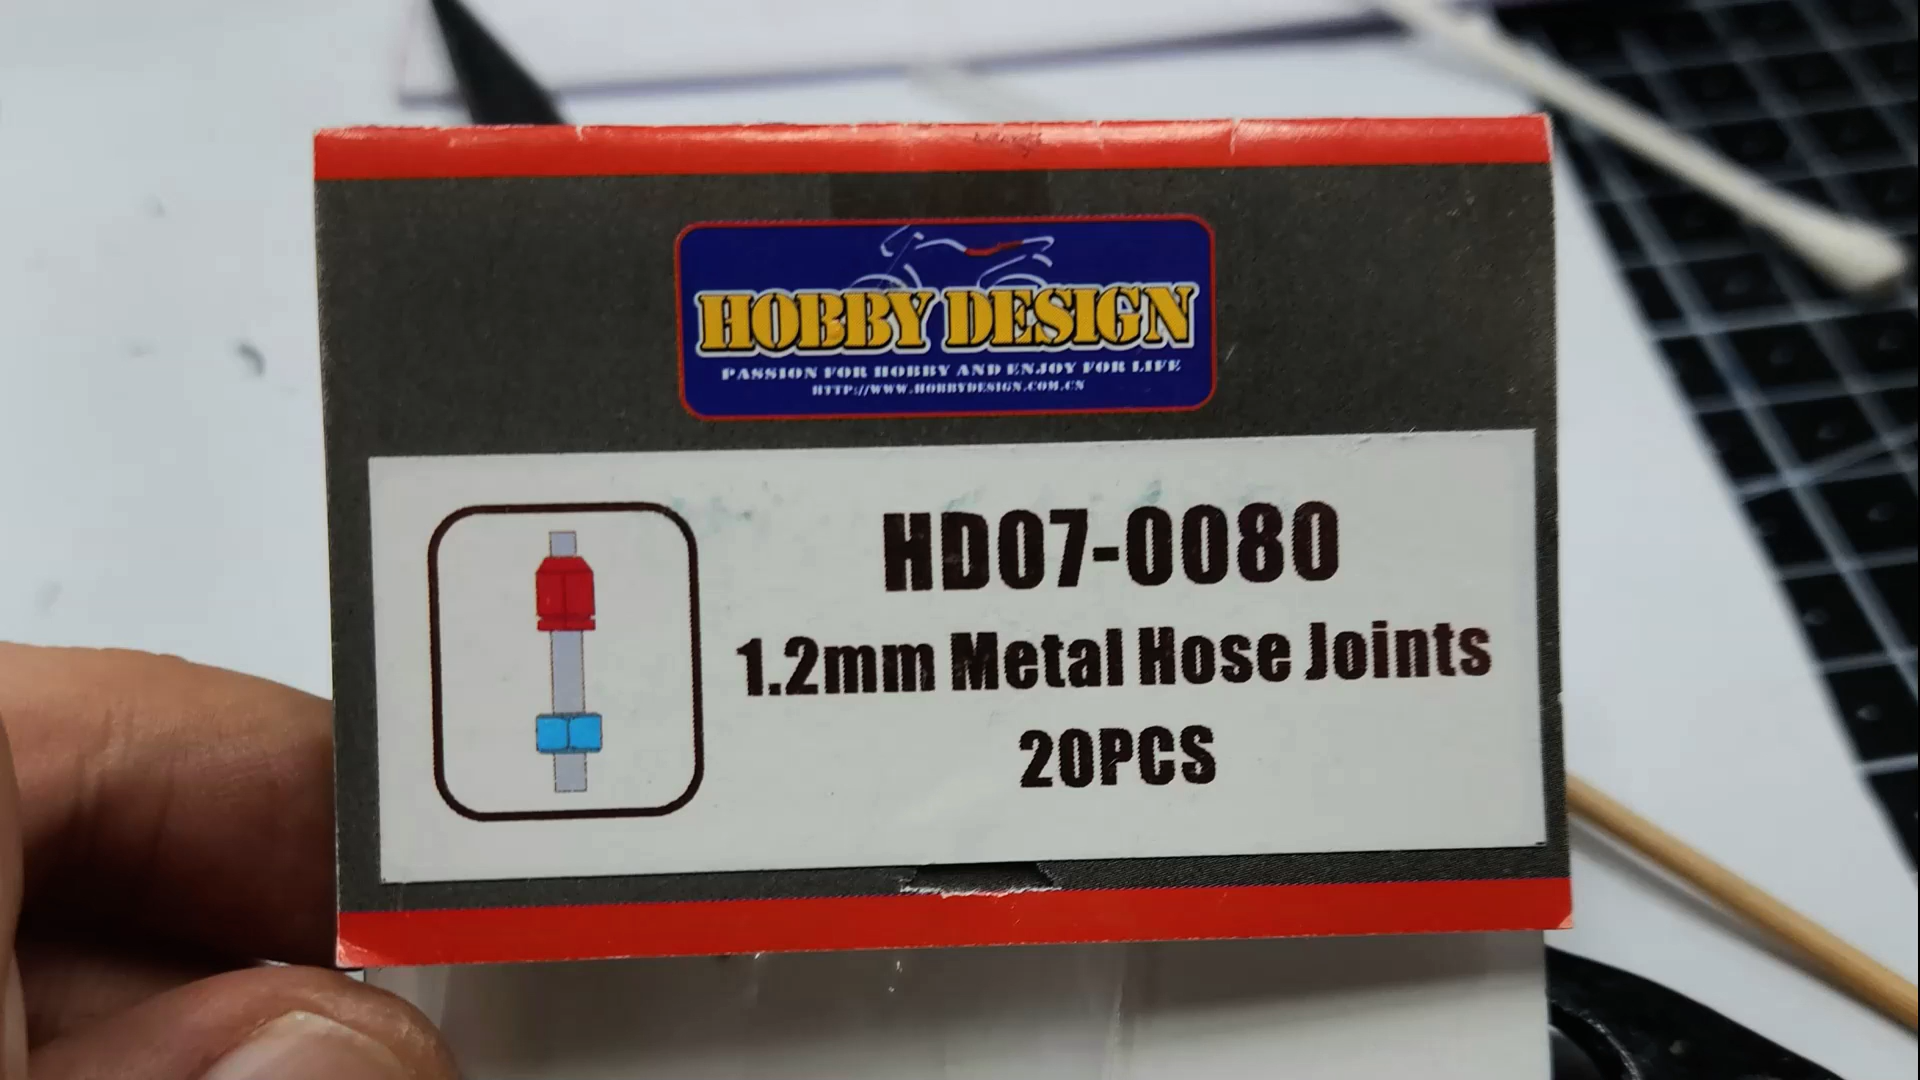 HOBBY DESIGN
PASSION FOR HOBBY AND ENJOY FOR LIFE
HTTP://WWW.HOBBYDESIGN.COM.CN
HD07-0080
1.2mm Metal Hose Joints
20PCS